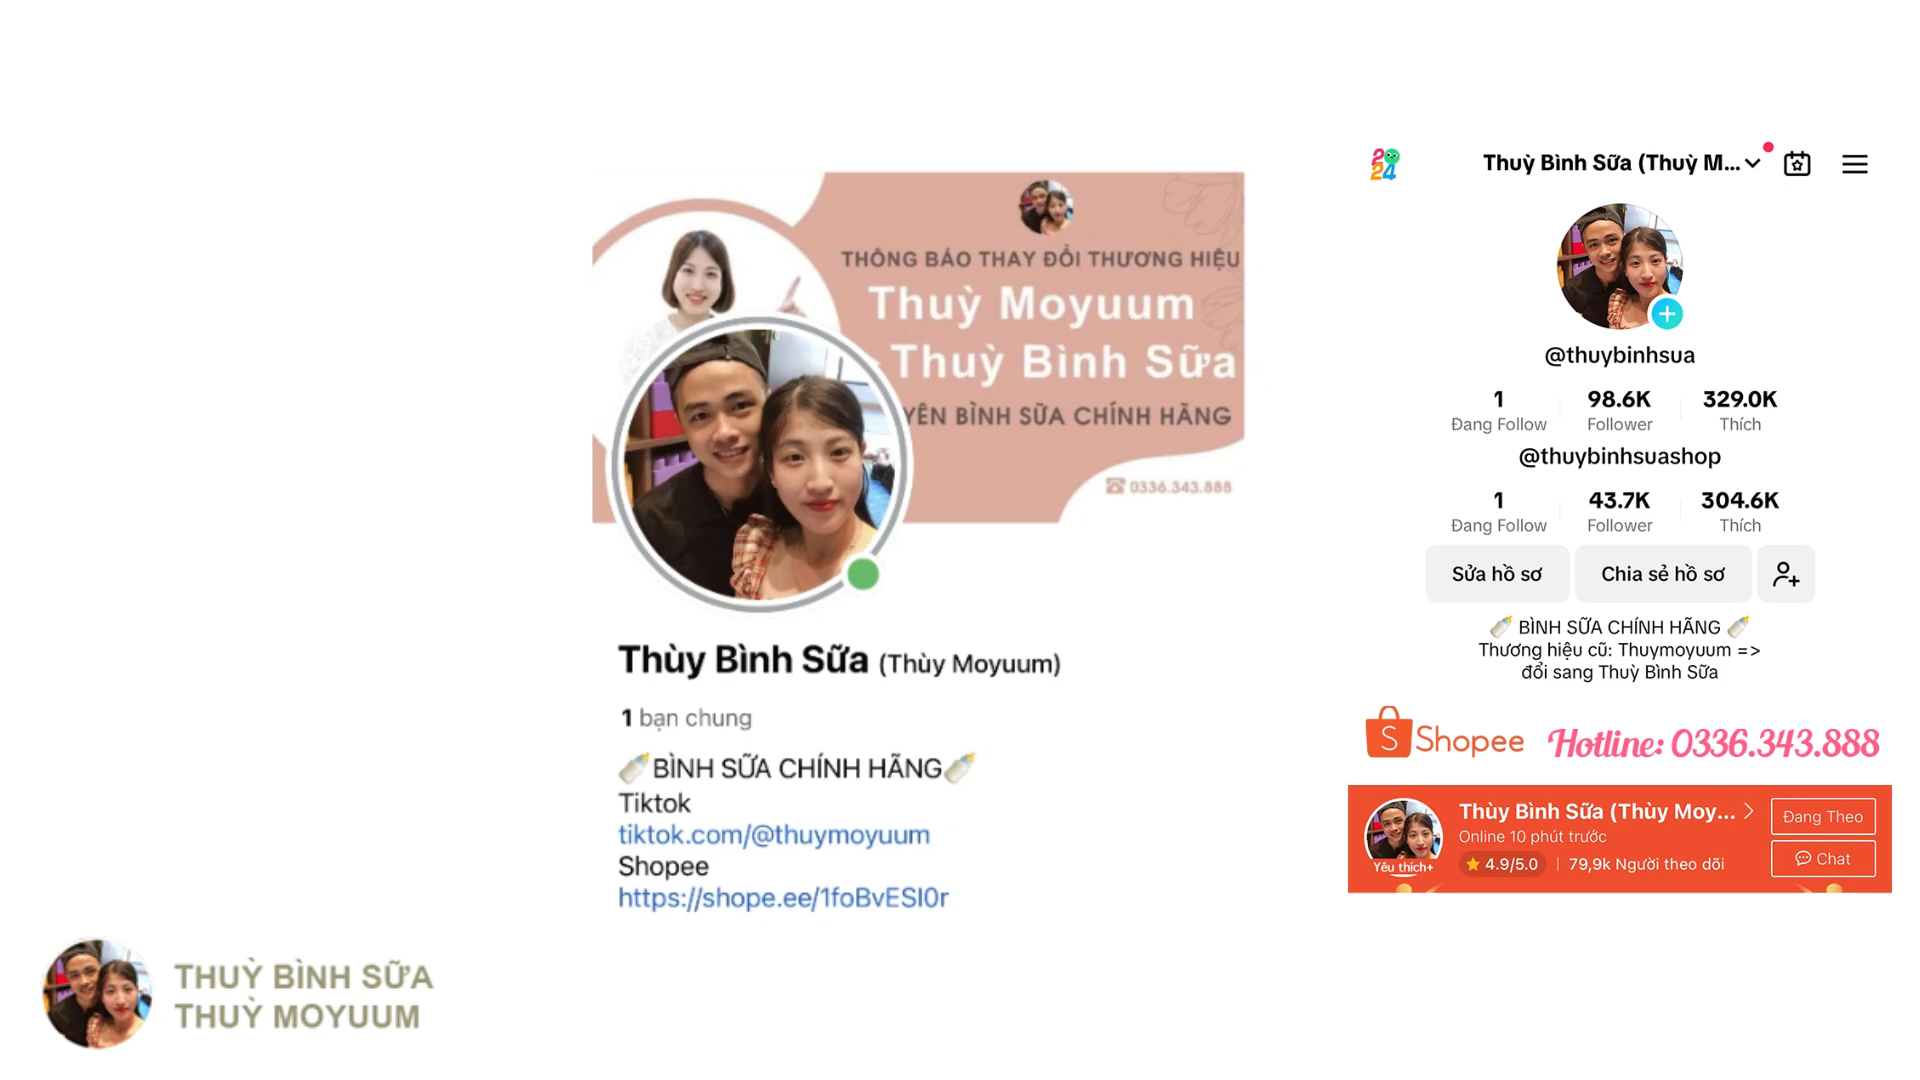 THÔNG BÁO THAY ĐỔI THƯƠNG HIỆU
Thuỳ Moyuum
Thuỳ Bình Sữa
YÊN BÌNH SỮA CHÍNH HÃNG
0336.343.888
Thùy Bình Sữa (Thùy Moyuum)
1 bạn chung
BÌNH SỮA CHÍNH HÃNG
Tiktok
tiktok.com/@thuymoyuum
Shopee
https://shope.ee/1foBvESI0r
2024
Thuỳ Bình Sữa (Thuỳ M...
@thuybinhsua
1 98.6K 329.0K
Đang Follow Follower Thích
@thuybinhsuashop
1 43.7K 304.6K
Đang Follow Follower Thích
Sửa hồ sơ Chia sẻ hồ sơ
BÌNH SỮA CHÍNH HÃNG
Thương hiệu cũ: Thuymoyuum =>
đổi sang Thuỳ Bình Sữa
Shopee Hotline: 0336.343.888
Thùy Bình Sữa (Thùy Moy... Đang Theo
Online 10 phút trước
4.9/5.0 79,9k Người theo dõi Chat
Yêu thích+
THUỲ BÌNH SỮA
THUỲ MOYUUM